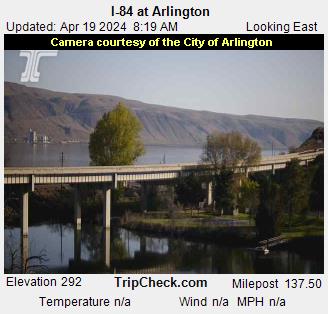 I-84 at Arlington
Updated: Apr 19 2024 8:19 AM Looking East
Camera courtesy of the City of Arlington
Elevation 292 TripCheck.com Milepost 137.50
Temperature n/a Wind n/a MPH n/a